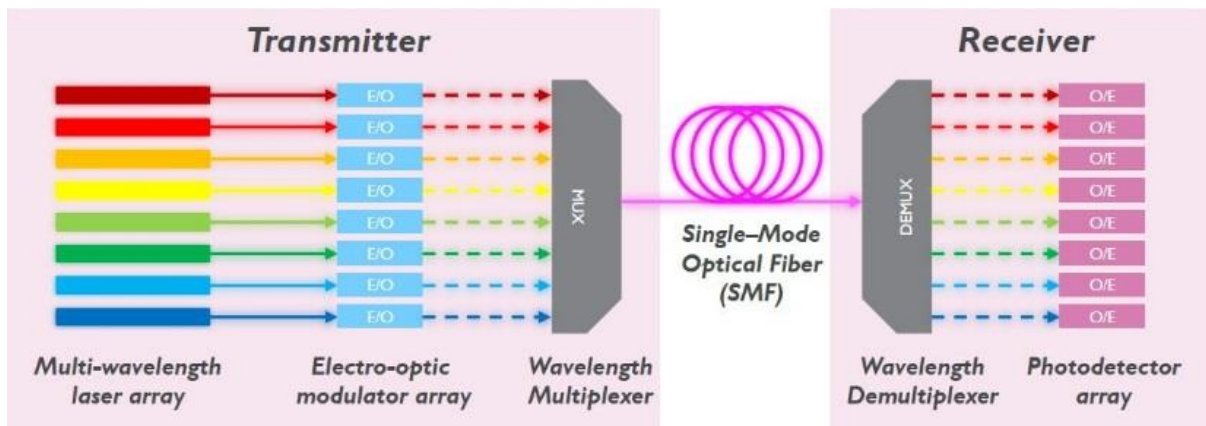 Transmitter
Receiver
E/O
E/O
E/O
E/O
E/O
E/O
E/O
E/O
MUX
Single–Mode
Optical Fiber
(SMF)
DEMUX
O/E
O/E
O/E
O/E
O/E
O/E
O/E
O/E
Multi-wavelength
laser array
Electro-optic
modulator array
Wavelength
Multiplexer
Wavelength
Demultiplexer
Photodetector
array